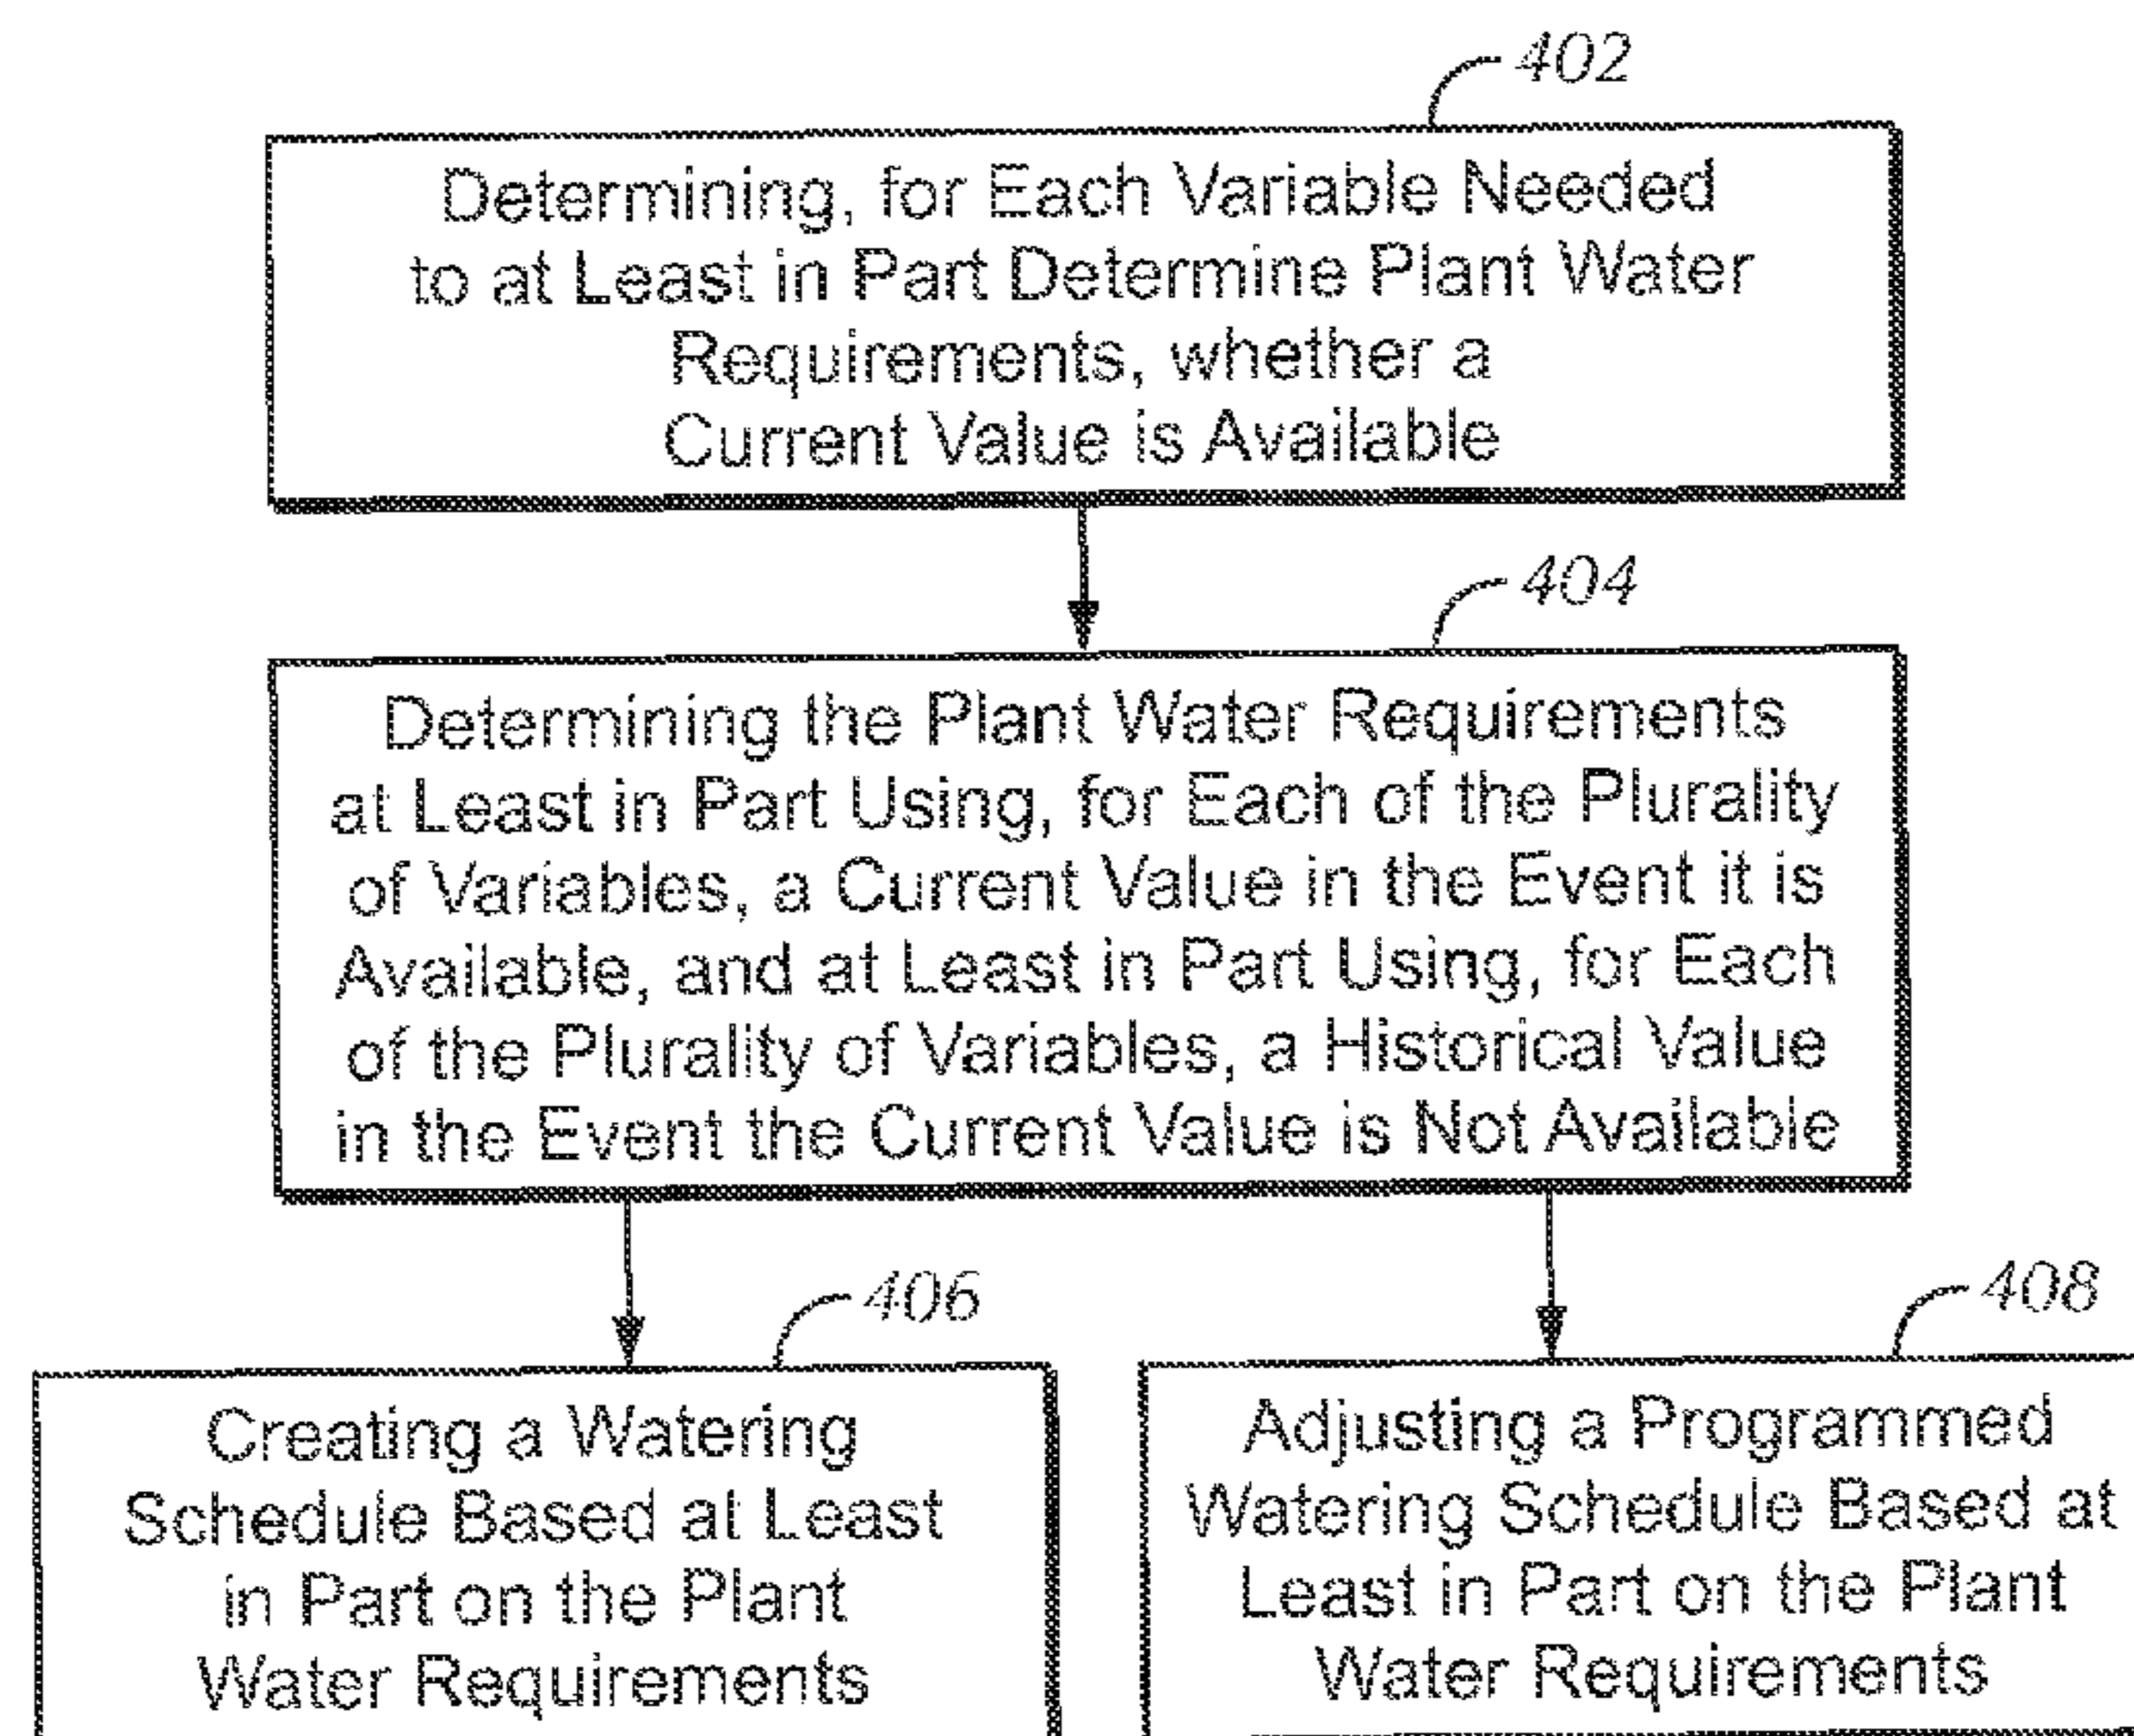 402
Determining, for Each Variable Needed
to at Least in Part Determine Plant Water
Requirements, whether a
Current Value is Available
404
Determining the Plant Water Requirements
at Least in Part Using, for Each of the Plurality
of Variables, a Current Value in the Event it is
Available, and at Least in Part Using, for Each
of the Plurality of Variables, a Historical Value
in the Event the Current Value is Not Available
406
Creating a Watering
Schedule Based at Least
in Part on the Plant
Water Requirements
408
Adjusting a Programmed
Watering Schedule Based at
Least in Part on the Plant
Water Requirements